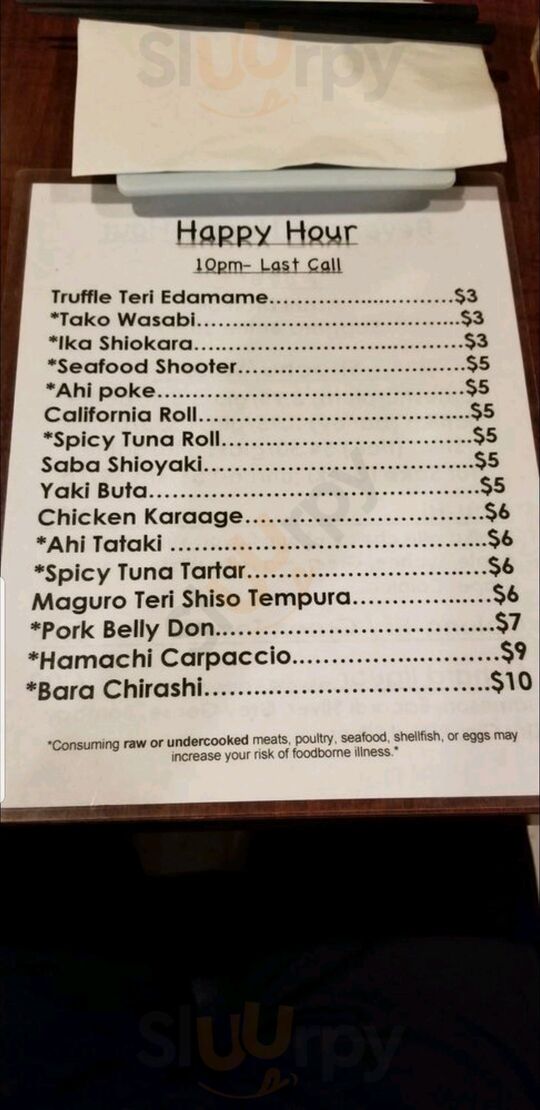 Sluurpy
Happy Hour
10pm- Last Call
Truffle Teri Edamame..........................$3
*Tako Wasabi....................................$3
*Ika Shiokara....................................$3
*Seafood Shooter..............................$5
*Ahi poke.........................................$5
California Roll....................................$5
*Spicy Tuna Roll.................................$5
Saba Shioyaki...................................$5
Yaki Buta..........................................$5
Chicken Karaage..............................$6
*Ahi Tataki .......................................$6
*Spicy Tuna Tartar..............................$6
Maguro Teri Shiso Tempura.................$6
*Pork Belly Don..................................$7
*Hamachi Carpaccio.........................$9
*Bara Chirashi...................................$10
*Consuming raw or undercooked meats, poultry, seafood, shellfish, or eggs may
increase your risk of foodborne illness.*
Sluurpy